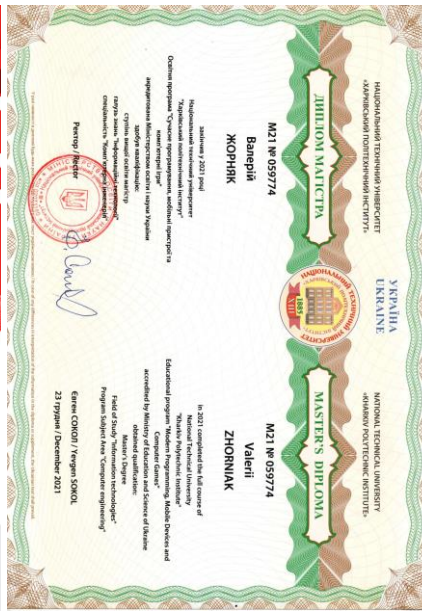 НАЦІОНАЛЬНИЙ ТЕХНІЧНИЙ УНІВЕРСИТЕТ
«ХАРКІВСЬКИЙ ПОЛІТЕХНІЧНИЙ ІНСТИТУТ»
УКРАЇНА
UKRAINE
NATIONAL TECHNICAL UNIVERSITY
«KHARKIV POLYTECHNIC INSTITUTE»
ДИПЛОМ МАГІСТРА
НАЦІОНАЛЬНИЙ ТЕХНІЧНИЙ УНІВЕРСИТЕТ
1885
ХПІ
MASTER'S DIPLOMA
M21 № 059774
Валерій
ЖОРНЯК
закінчив у 2021 році
Національний технічний університет
"Харківський політехнічний інститут"
Освітня програма "Сучасне програмування, мобільні пристрої та
комп'ютерні ігри"
акредитована Міністерством освіти і науки України
здобув кваліфікацію:
ступінь вищої освіти магістр
галузь знань "Інформаційні технології"
спеціальність "Комп'ютерна інженерія"
Ректор / Rector
M21 № 059774
Valerii
ZHORNIAK
in 2021 completed the full course of
National Technical University
"Kharkiv Polytechnic Institute"
Educational program "Modern Programming, Mobile Devices and
Computer Games"
accredited by Ministry of Education and Science of Ukraine
obtained qualification:
Master's Degree
Field of Study "Information technologies"
Program Subject Area "Computer engineering"
Євген СОКОЛ / Yevgen SOKOL
23 грудня / December 2021